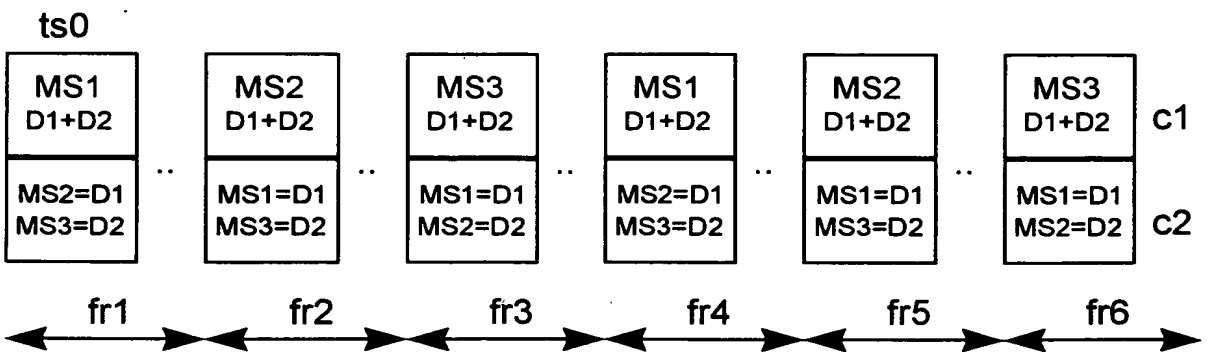 ts0
MS1 MS2 MS3 MS1 MS2 MS3
D1+D2 D1+D2 D1+D2 D1+D2 D1+D2 D1+D2 c1
.. .. .. .. ..
MS2=D1 MS1=D1 MS1=D1 MS2=D1 MS1=D1 MS1=D1
MS3=D2 MS3=D2 MS2=D2 MS3=D2 MS3=D2 MS2=D2 c2
fr1 fr2 fr3 fr4 fr5 fr6